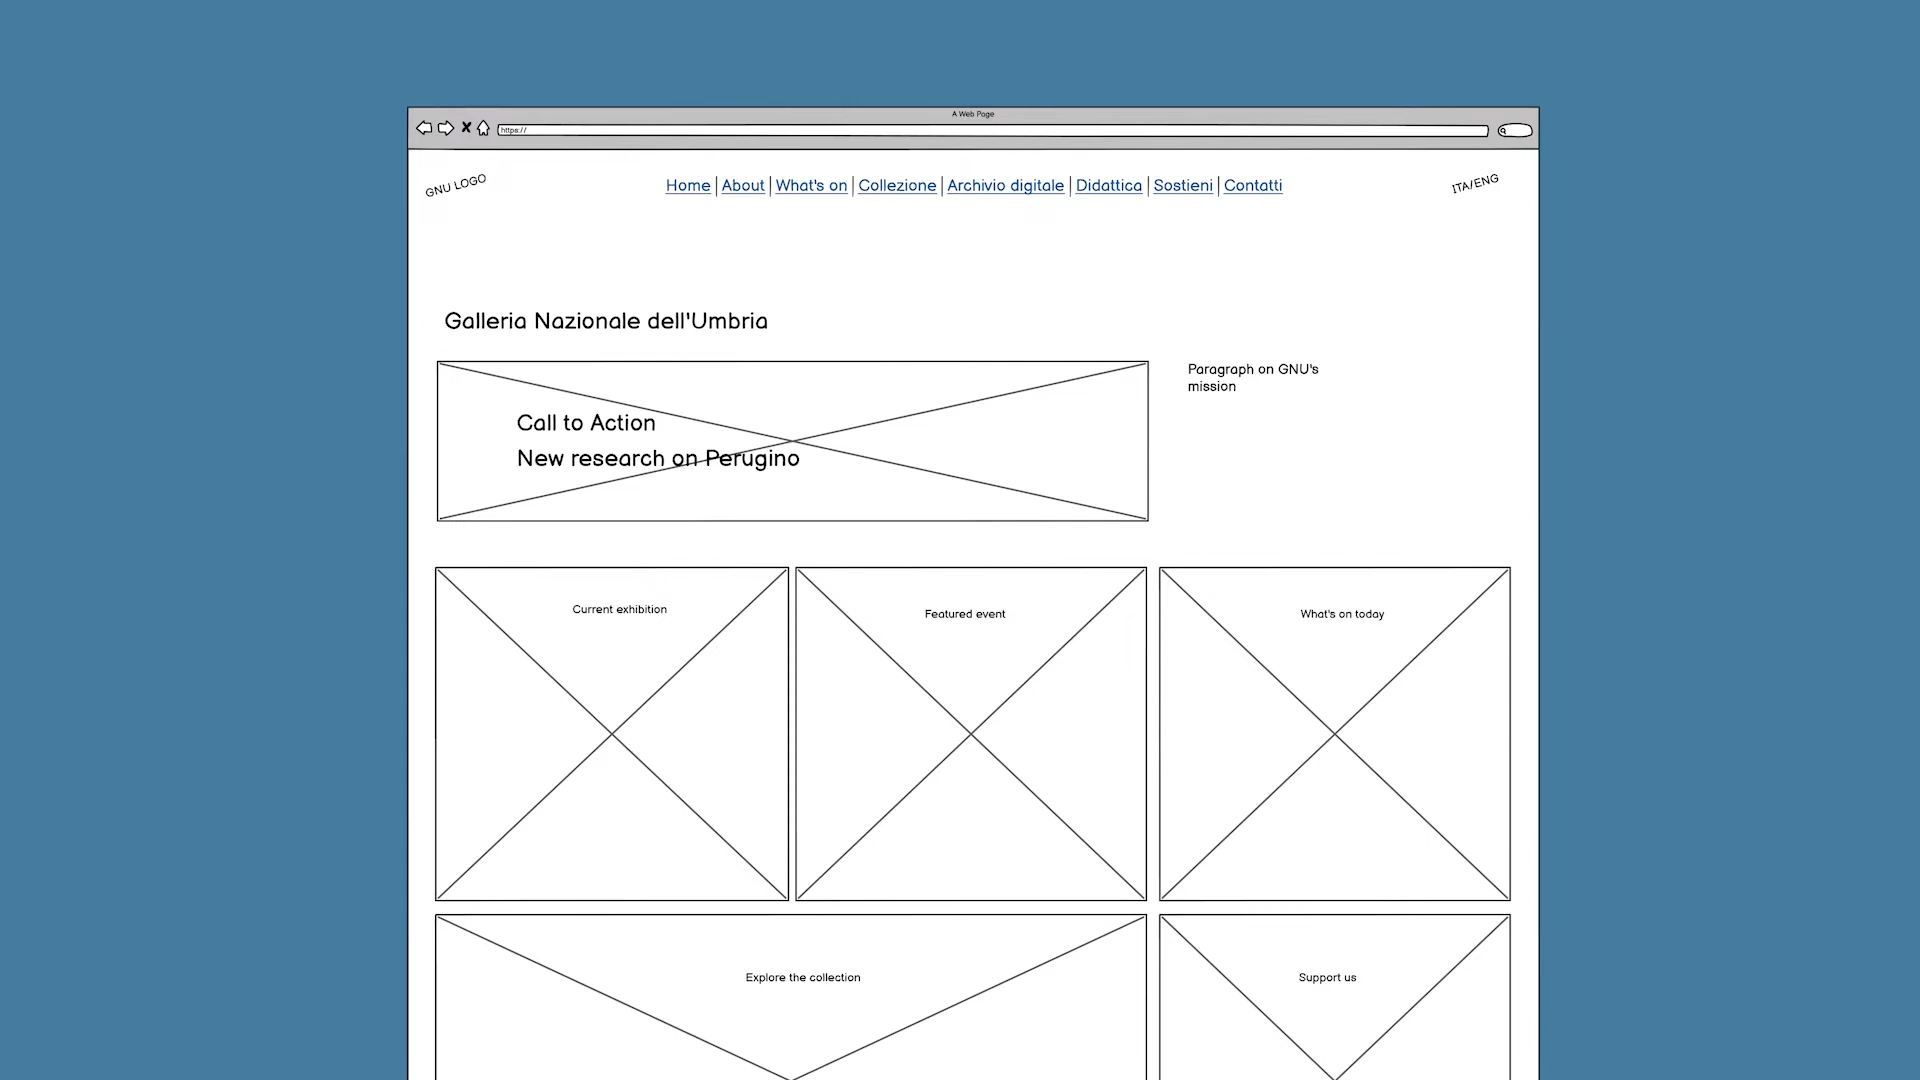 A Web Page
https://
GNU LOGO
Home | About | What's on | Collezione | Archivio digitale | Didattica | Sostieni | Contatti
ITA/ENG
Galleria Nazionale dell'Umbria
Call to Action
New research on Perugino
Paragraph on GNU's
mission
Current exhibition
Featured event
What's on today
Explore the collection
Support us